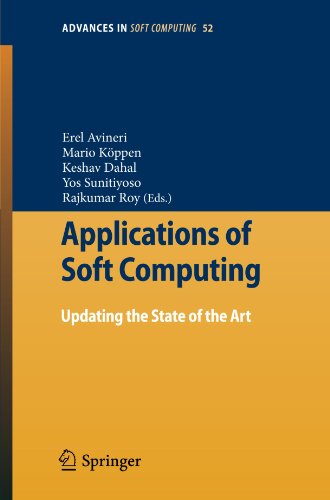 ADVANCES IN SOFT COMPUTING 52
Erel Avineri
Mario Köppen
Keshav Dahal
Yos Sunitiyoso
Rajkumar Roy (Eds.)
Applications of
Soft Computing
Updating the State of the Art
Springer